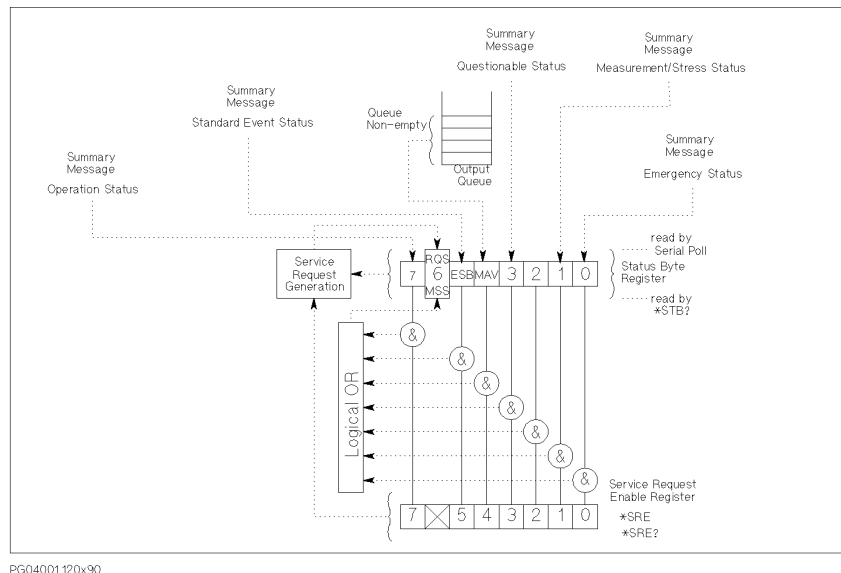 Summary
Message
Questionable Status
Summary
Message
Measurement/Stress Status
Summary
Message
Standard Event Status
Queue
Non-empty
Output
Queue
Summary
Message
Emergency Status
Summary
Message
Operation Status
Service
Request
Generation
7
RQS
6
MSS
ESB
MAV
3
2
1
0
read by
Serial Poll
Status Byte
Register
read by
*STB?
Logical OR
&
&
&
&
&
&
&
7
5
4
3
2
1
0
Service Request
Enable Register
*SRE
*SRE?
PG04001.120x90